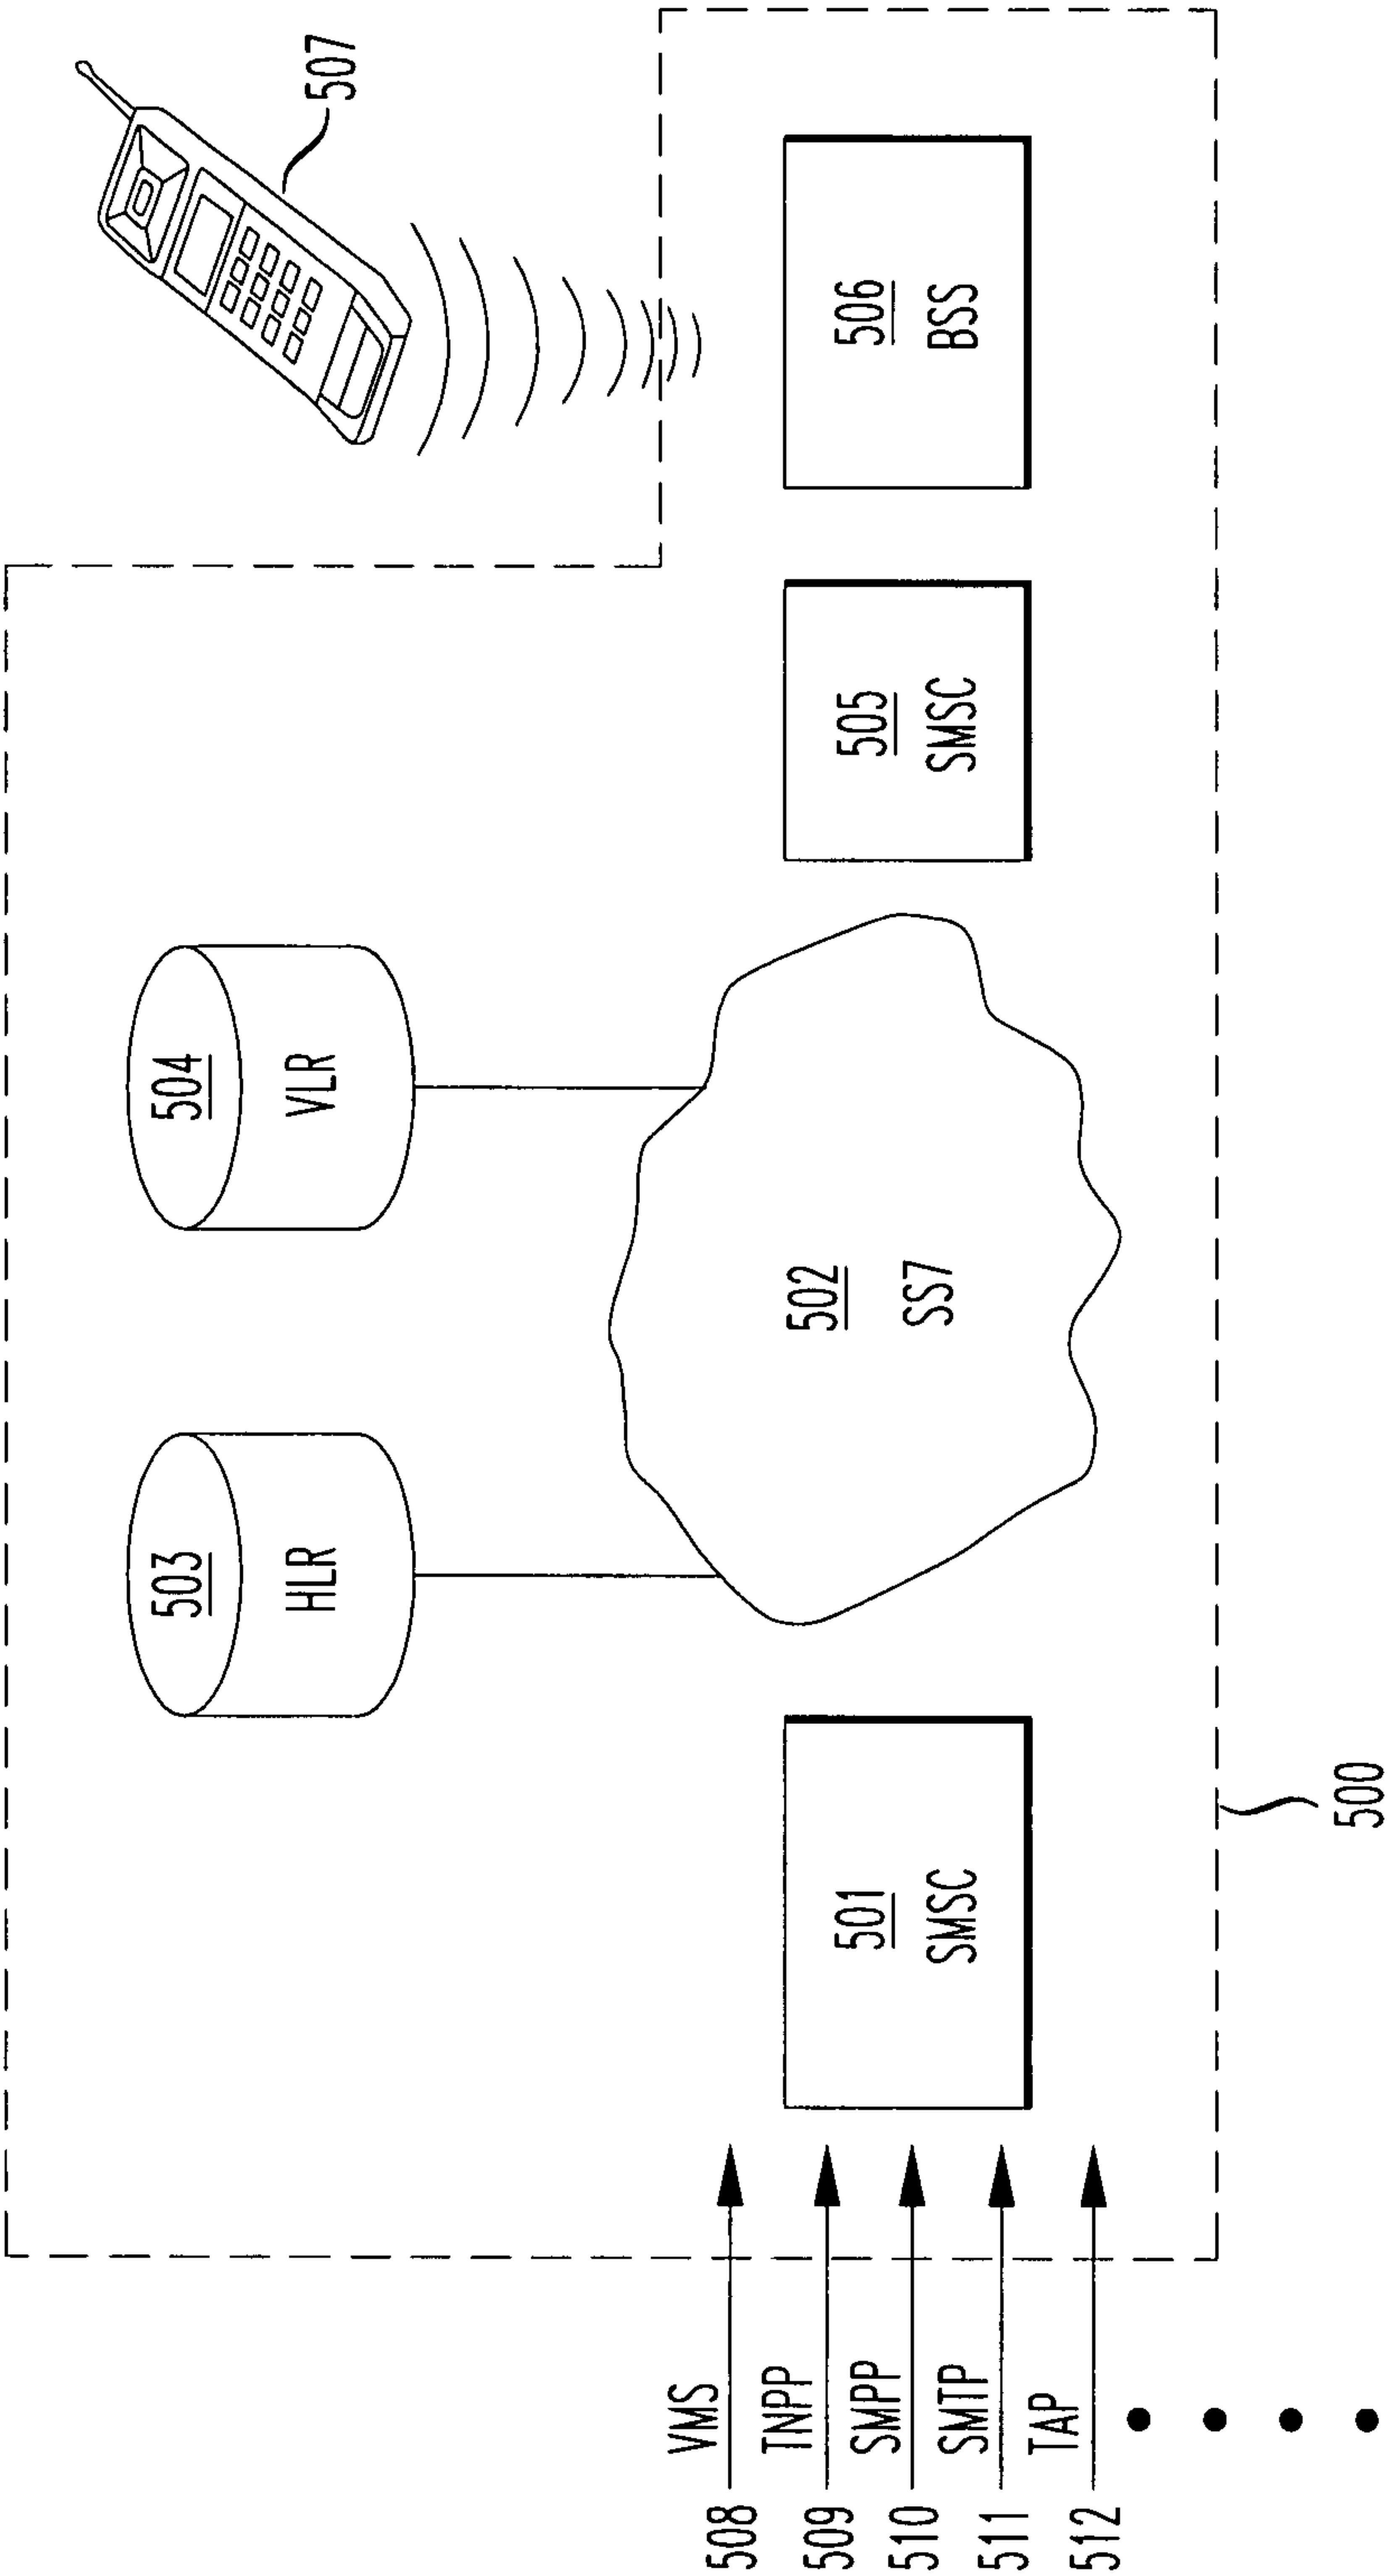 507
503
HLR
504
VLR
508 VMS
509 TNPP
510 SMPP
511 SMTP
512 TAP
501
SMSC
502
SS7
505
SMSC
506
BSS
500